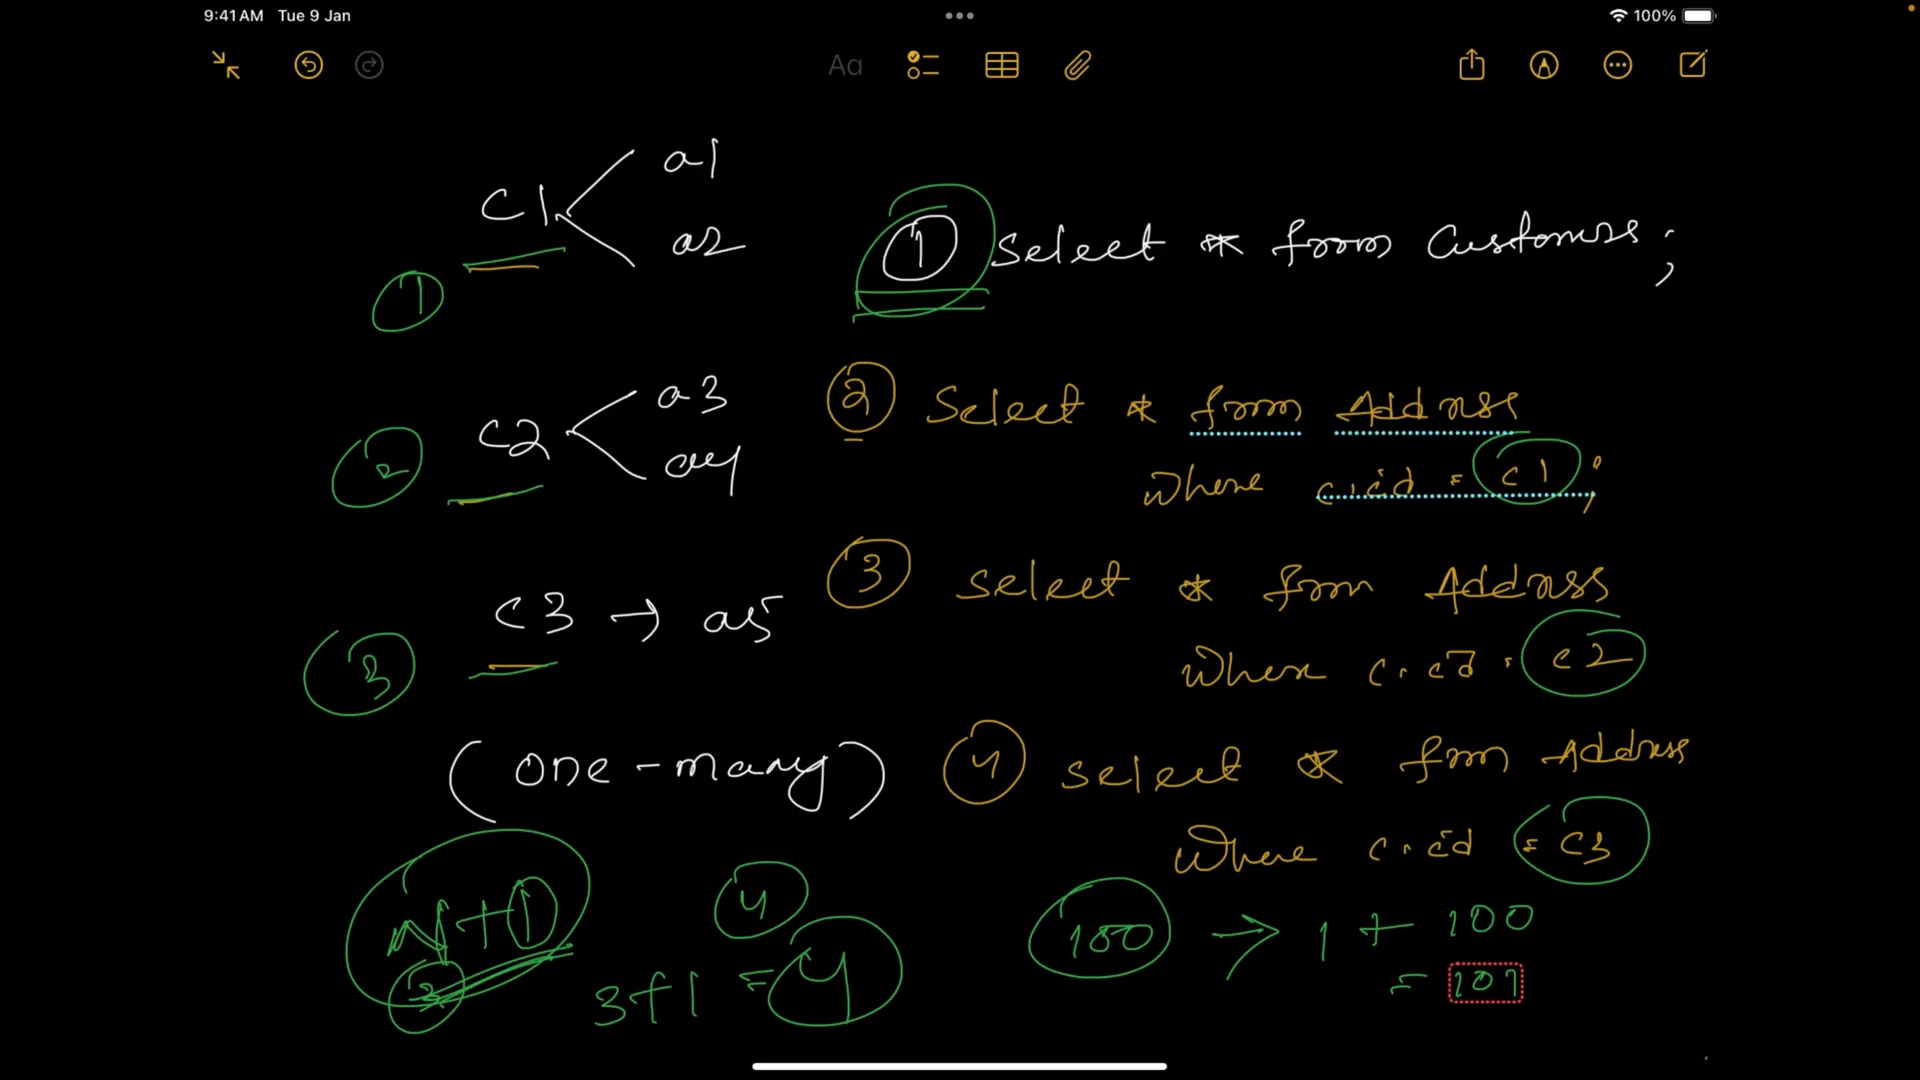 9:41 AM Tue 9 Jan
100%
Aa
c1
a1
a2
1
c2
a3
a4
2
c3 → a5
3
(one-many)
N+1
3
4
3+1 = 4
1 Select * from Customers;
2 Select * from Address
where c.id = c1;
3 Select * from Address
where c.id = c2
4 select * from Address
where c.id = c3
100 → 1 + 100
= 101